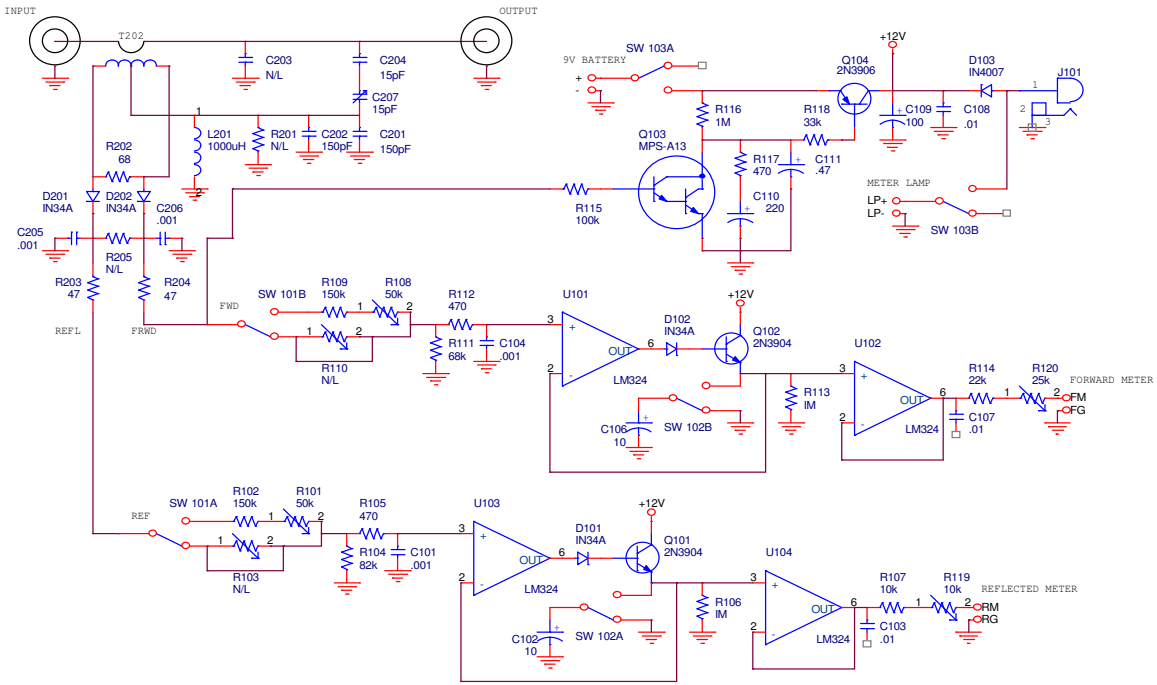 INPUT
T202
OUTPUT
C203
N/L
C204
15pF
C207
15pF
1
L201
1000uH
2
R201
N/L
C202
150pF
C201
150pF
R202
68
D201
IN34A
D202
IN34A
C206
.001
C205
.001
R205
N/L
R203
47
R204
47
REFL
FRWD
9V BATTERY
+
-
SW 103A
R116
1M
Q103
MPS-A13
R115
100k
R117
470
C110
+
220
C111
+
.47
R118
33k
Q104
2N3906
+12V
C109
+
100
C108
.01
D103
IN4007
J101
1
2
3
METER LAMP
LP+
LP-
SW 103B
FWD
SW 101B
R109
150k
R108
50k
1
2
1
2
R110
N/L
R112
470
R111
68k
C104
.001
U101
3
+
2
-
OUT
6
LM324
D102
IN34A
+12V
Q102
2N3904
C106
+
10
SW 102B
R113
IM
U102
3
+
2
-
OUT
6
LM324
C107
.01
R114
22k
R120
25k
1
2
FORWARD METER
FM
FG
REF
SW 101A
R102
150k
R101
50k
1
2
1
2
R103
N/L
R105
470
R104
82k
C101
.001
U103
3
+
2
-
OUT
6
LM324
D101
IN34A
+12V
Q101
2N3904
C102
+
10
SW 102A
R106
IM
U104
3
+
2
-
OUT
6
LM324
C103
.01
R107
10k
R119
10k
1
2
REFLECTED METER
RM
RG